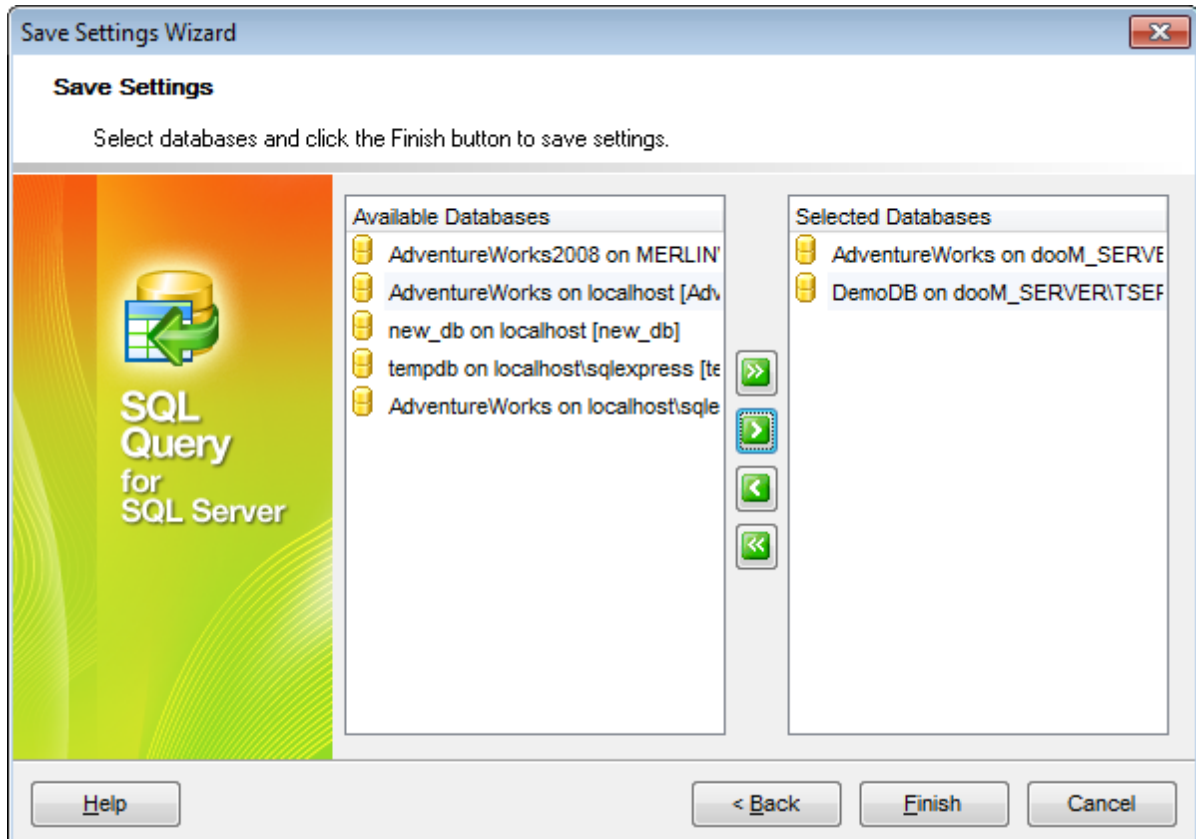 Save Settings Wizard
Save Settings
Select databases and click the Finish button to save settings.
SQL
Query
for
SQL Server
Available Databases
AdventureWorks2008 on MERLIN'
AdventureWorks on localhost [Adv
new_db on localhost [new_db]
tempdb on localhost\sqlexpress [te
AdventureWorks on localhost\sqle
Selected Databases
AdventureWorks on dooM_SERVE
DemoDB on dooM_SERVER\TSER
Help
< Back
Finish
Cancel